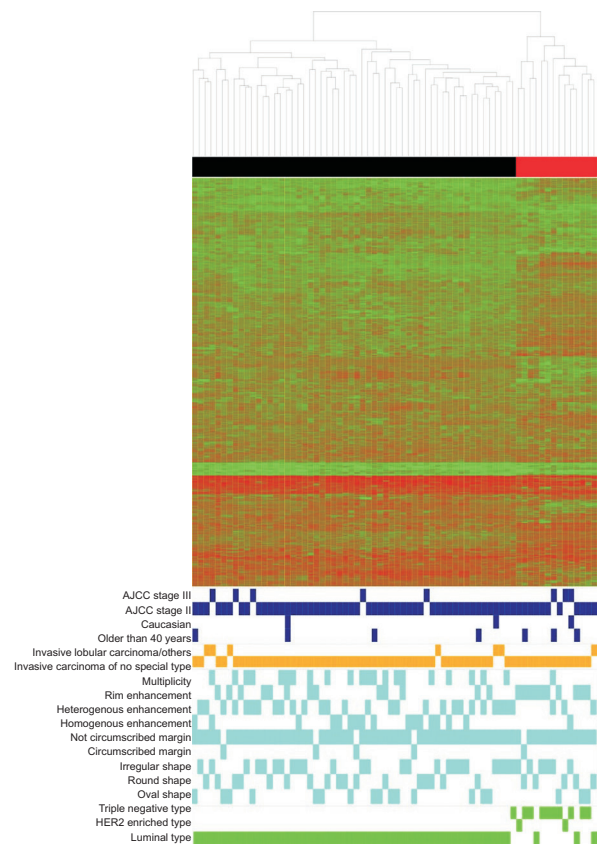 AJCC stage III
AJCC stage II
Caucasian
Older than 40 years
Invasive lobular carcinoma/others
Invasive carcinoma of no special type
Multiplicity
Rim enhancement
Heterogenous enhancement
Homogenous enhancement
Not circumscribed margin
Circumscribed margin
Irregular shape
Round shape
Oval shape
Triple negative type
HER2 enriched type
Luminal type